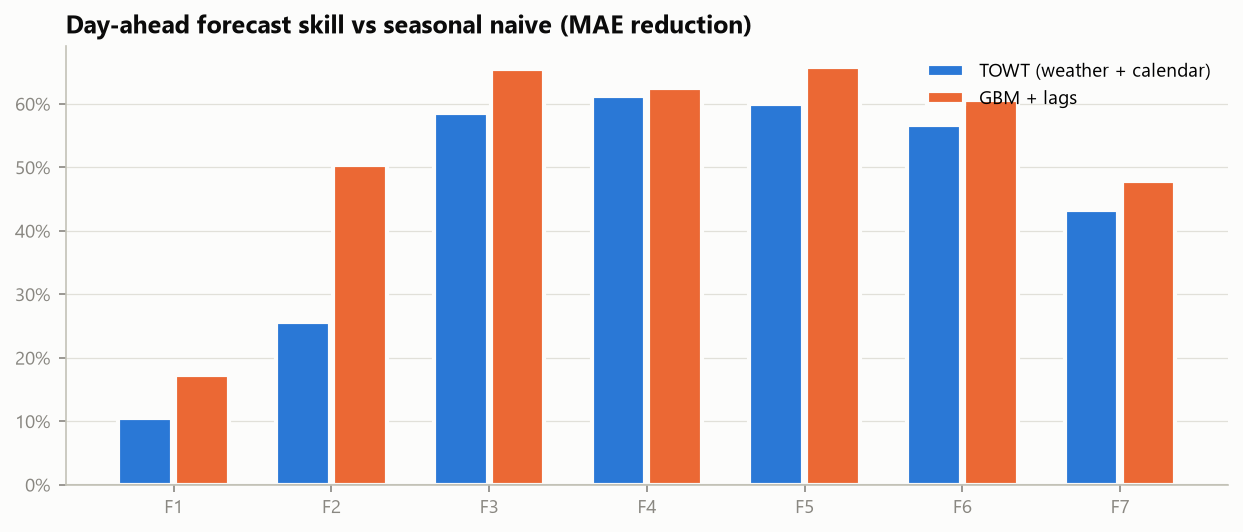 Day-ahead forecast skill vs seasonal naive (MAE reduction)
TOWT (weather + calendar)
GBM + lags
60%
50%
40%
30%
20%
10%
0%
F1 F2 F3 F4 F5 F6 F7